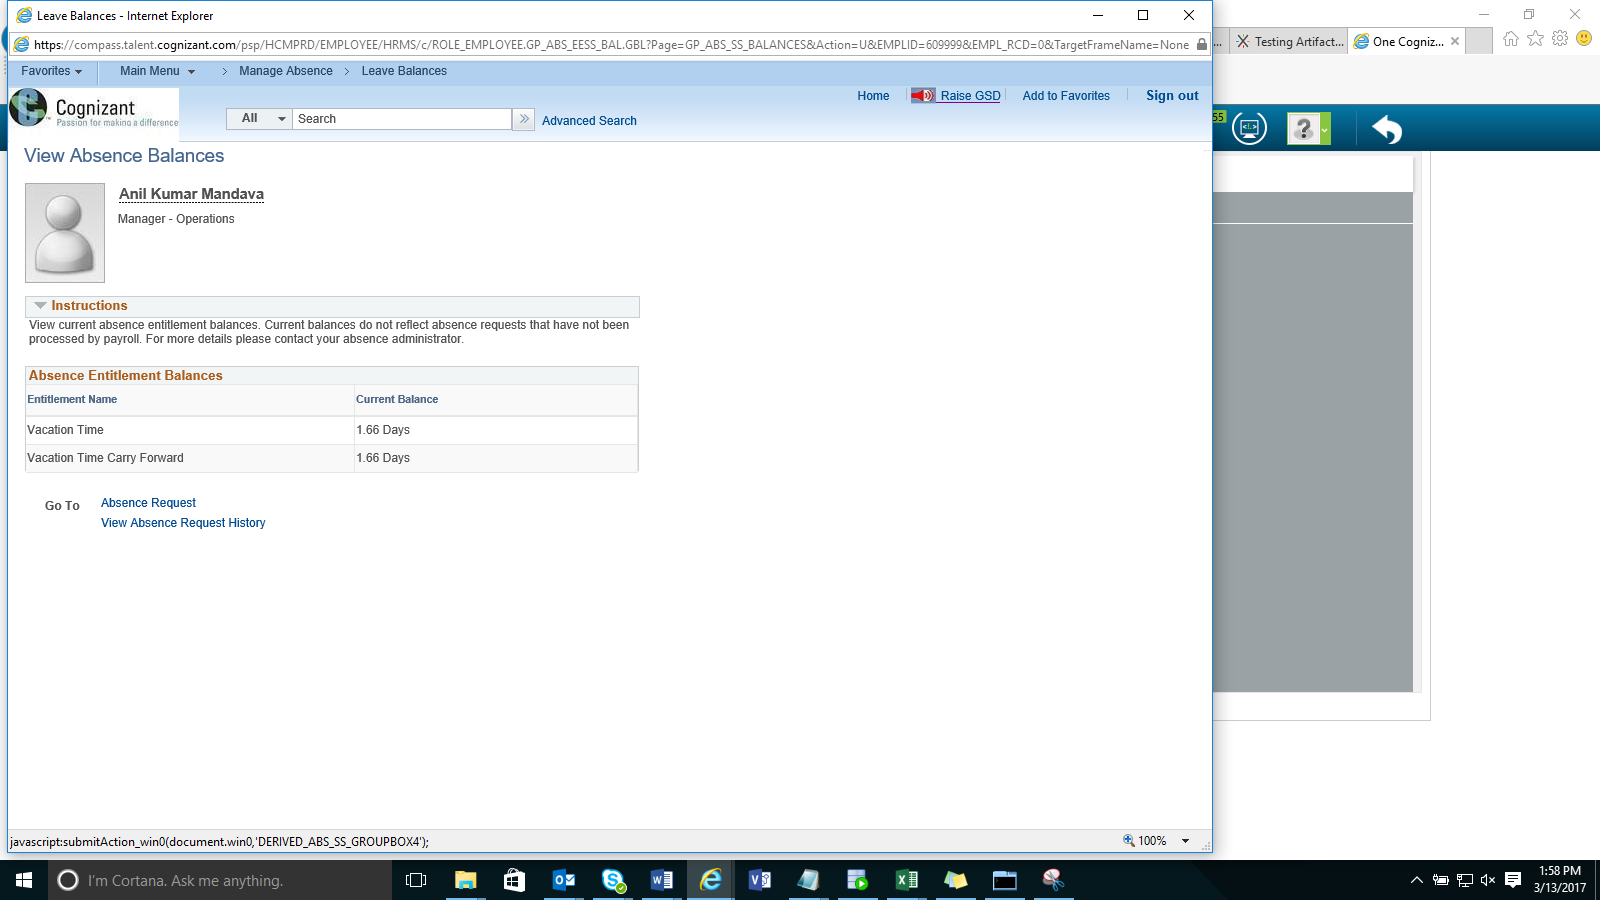 Leave Balances - Internet Explorer
https://compass.talent.cognizant.com/psp/HCMPRD/EMPLOYEE/HRMS/c/ROLE_EMPLOYEE.GP_ABS_EESS_BAL.GBL?Page=GP_ABS_SS_BALANCES&Action=U&EMPLID=609999&EMPL_RCD=0&TargetFrameName=None
... Testing Artifact... One Cogniz...
Favorites Main Menu > Manage Absence > Leave Balances
Cognizant
Passion for making a difference
Home Raise GSD Add to Favorites Sign out
All Search Advanced Search
55
?
View Absence Balances
Anil Kumar Mandava
Manager - Operations
Instructions
View current absence entitlement balances. Current balances do not reflect absence requests that have not been
processed by payroll. For more details please contact your absence administrator.
Absence Entitlement Balances
Entitlement Name Current Balance
Vacation Time 1.66 Days
Vacation Time Carry Forward 1.66 Days
Go To Absence Request
View Absence Request History
javascript:submitAction_win0(document.win0,'DERIVED_ABS_SS_GROUPBOX4');
100%
I'm Cortana. Ask me anything.
1:58 PM
3/13/2017